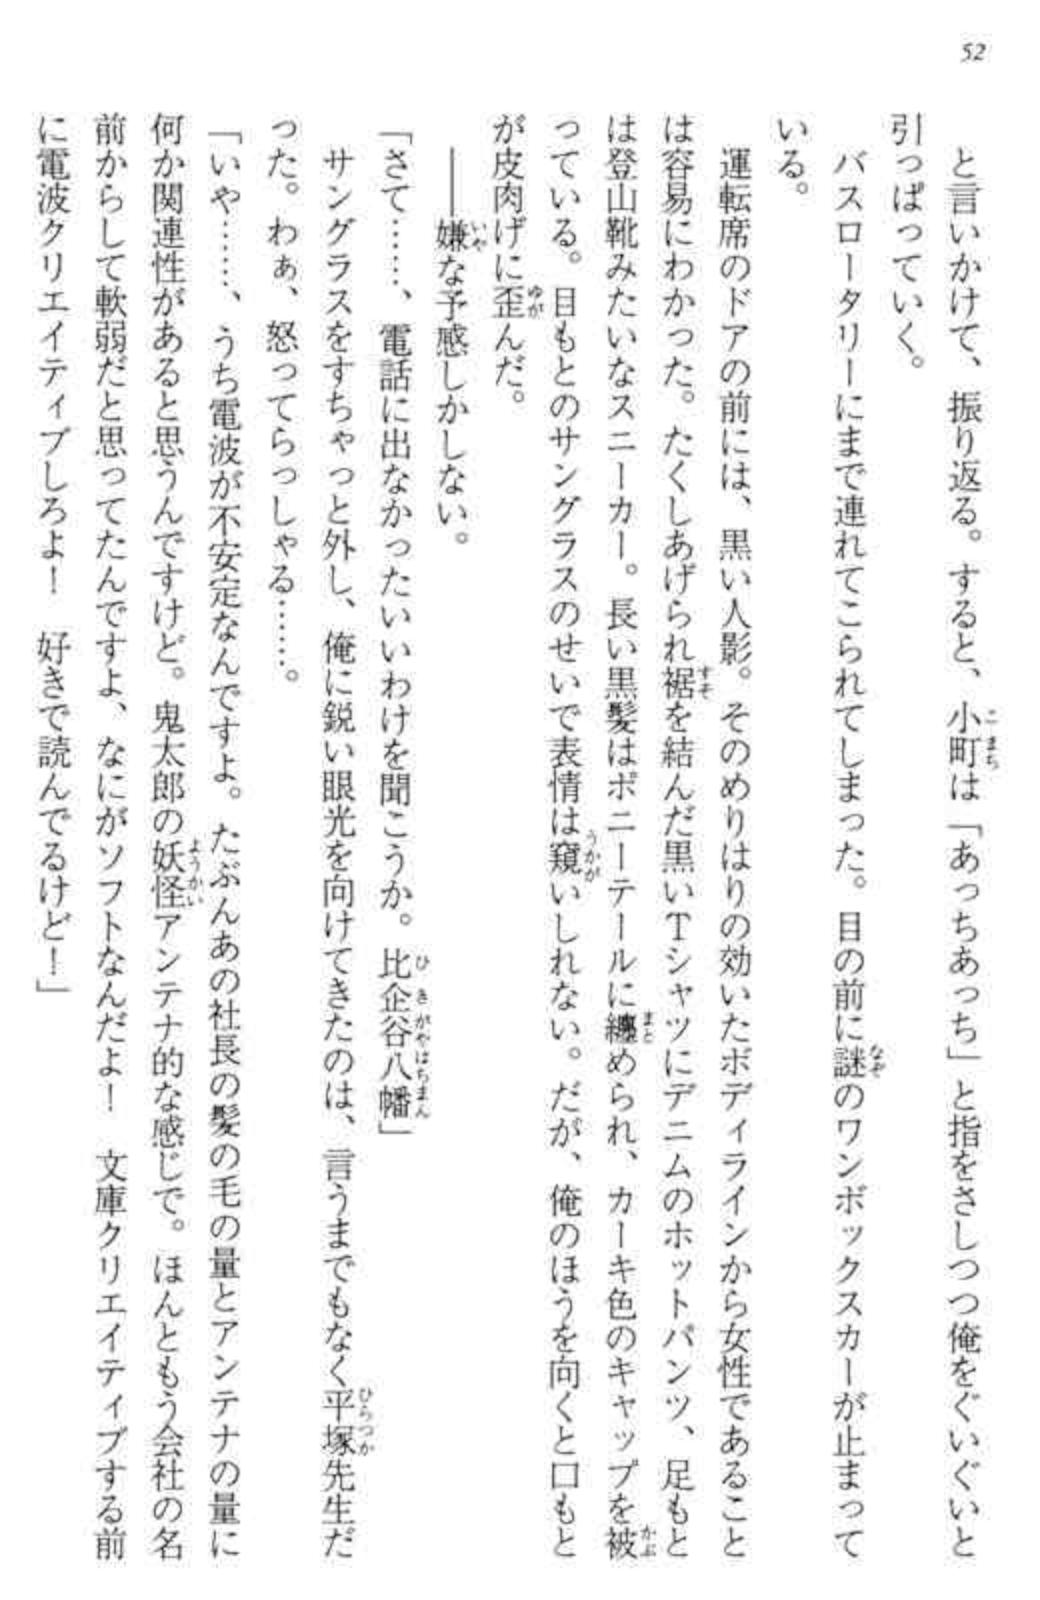 52
と言いかけて、振り返る。すると、小町は「あっちあっち」と指をさしつつ俺をぐいぐいと
引っぱっていく。
バスロータリーにまで連れてこられてしまった。目の前に謎のワンボックスカーが止まって
いる。
運転席のドアの前には、黒い人影。そのめりはりの効いたボディラインから女性であること
は容易にわかった。たくしあげられ裾を結んだ黒いTシャツにデニムのホットパンツ、足もと
は登山靴みたいなスニーカー。長い黒髪はポニーテールに纏められ、カーキ色のキャップを被
っている。目もとのサングラスのせいで表情は窺いしれない。だが、俺のほうを向くと口もと
が皮肉げに歪んだ。
――嫌な予感しかしない。
「さて……、電話に出なかったいいわけを聞こうか。比企谷八幡」
サングラスをすちゃっと外し、俺に鋭い眼光を向けてきたのは、言うまでもなく平塚先生だ
った。わぁ、怒ってらっしゃる……。
「いや……、うち電波が不安定なんですよ。たぶんあの社長の髪の毛の量とアンテナの量に
何か関連性があると思うんですけど。鬼太郎の妖怪アンテナ的な感じで。ほんともう会社の名
前からして軟弱だと思ってたんですよ、なにがソフトなんだよ！　文庫クリエイティブする前
に電波クリエイティブしろよ！　好きで読んでるけど！」